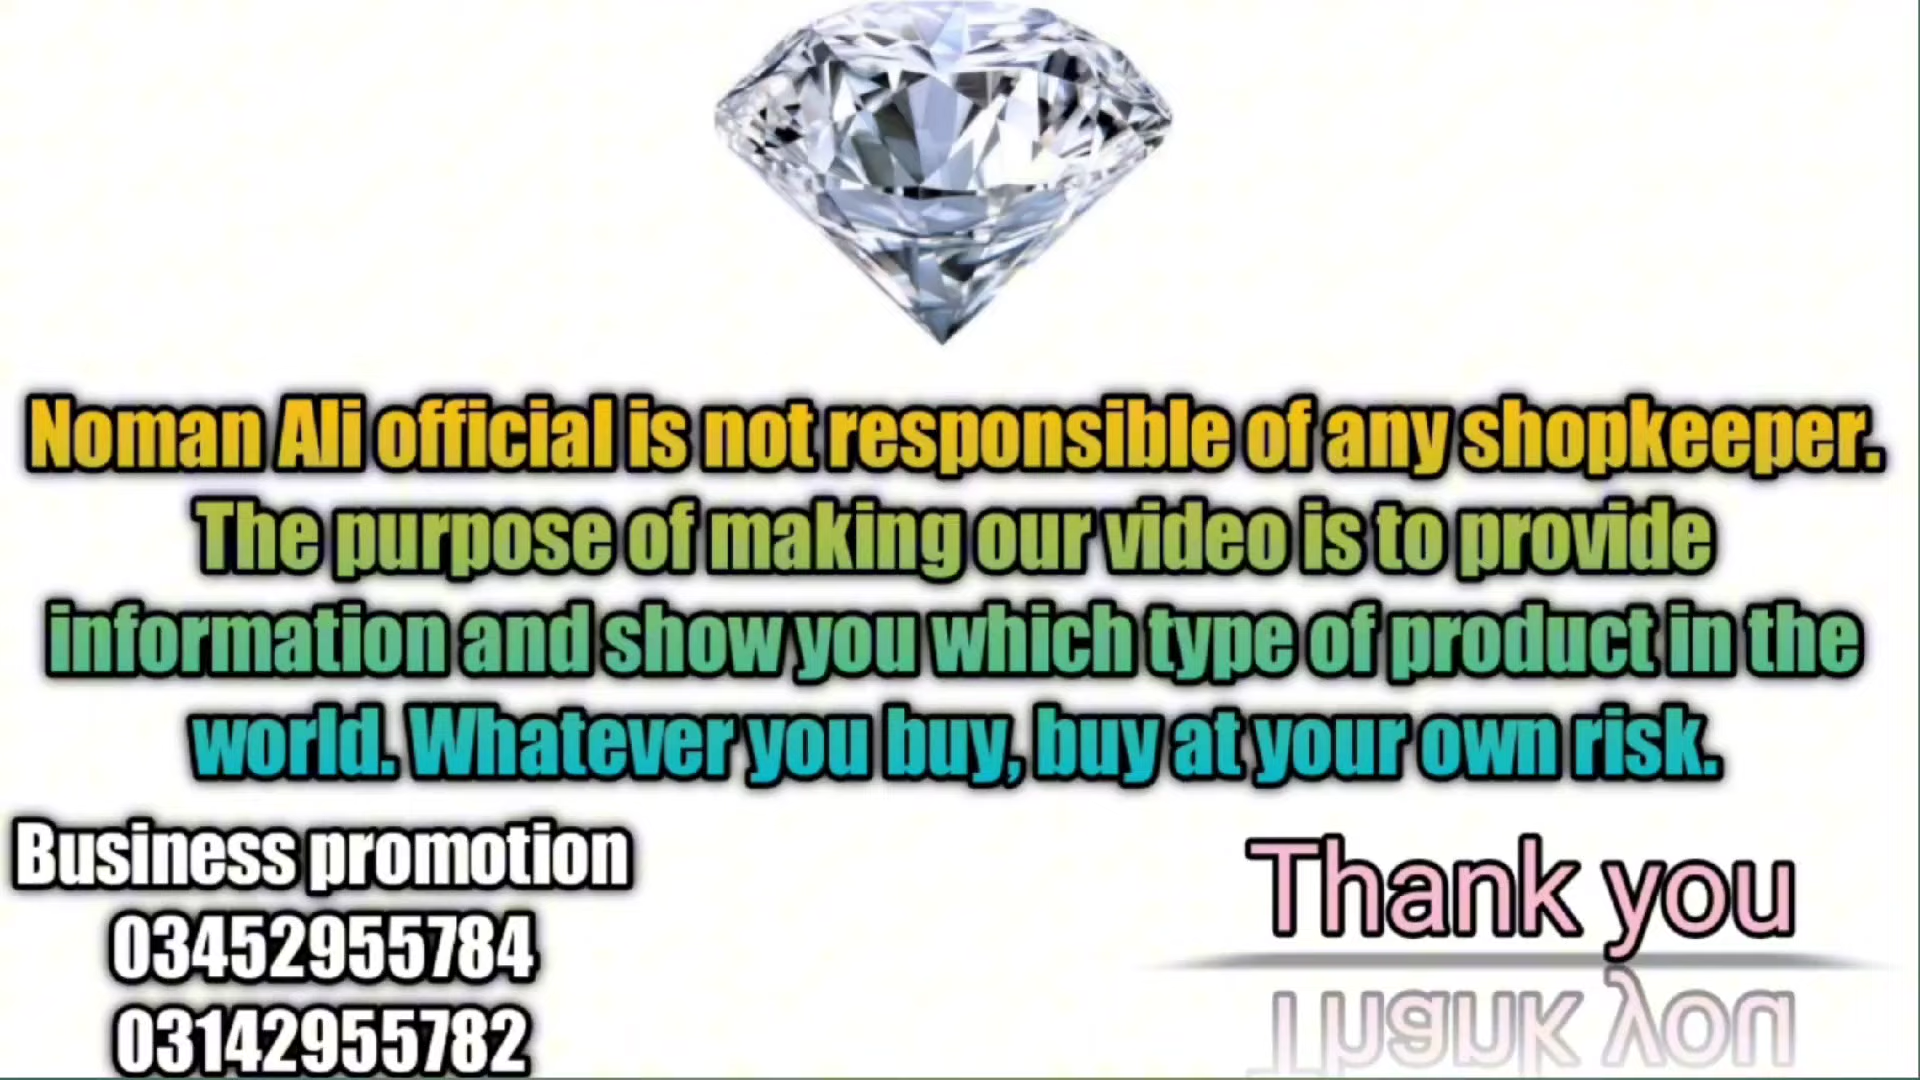 Noman Ali official is not responsible of any shopkeeper.
The purpose of making our video is to provide
information and show you which type of product in the
world. Whatever you buy, buy at your own risk.
Business promotion
03452955784
03142955782
Thank you